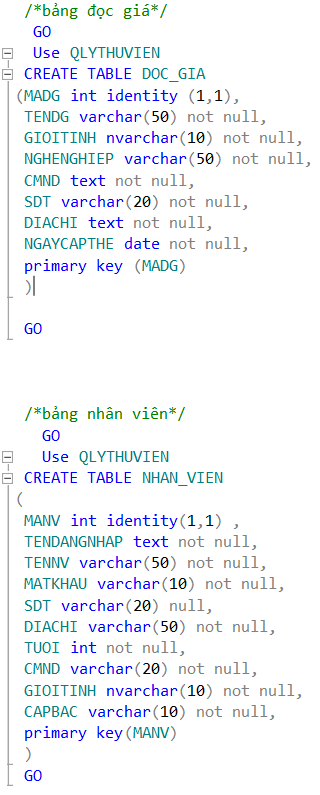 /*bảng đọc giá*/
GO
Use QLYTHUVIEN
CREATE TABLE DOC_GIA
(MADG int identity (1,1),
TENDG varchar(50) not null,
GIOITINH nvarchar(10) not null,
NGHENGHIEP varchar(50) not null,
CMND text not null,
SDT varchar(20) not null,
DIACHI text not null,
NGAYCAPTHE date not null,
primary key (MADG)
)
GO
/*bảng nhân viên*/
GO
Use QLYTHUVIEN
CREATE TABLE NHAN_VIEN
(
MANV int identity(1,1) ,
TENDANGNHAP text not null,
TENNV varchar(50) not null,
MATKHAU varchar(10) not null,
SDT varchar(20) null,
DIACHI varchar(50) not null,
TUOI int not null,
CMND varchar(20) not null,
GIOITINH nvarchar(10) not null,
CAPBAC varchar(10) not null,
primary key(MANV)
)
GO